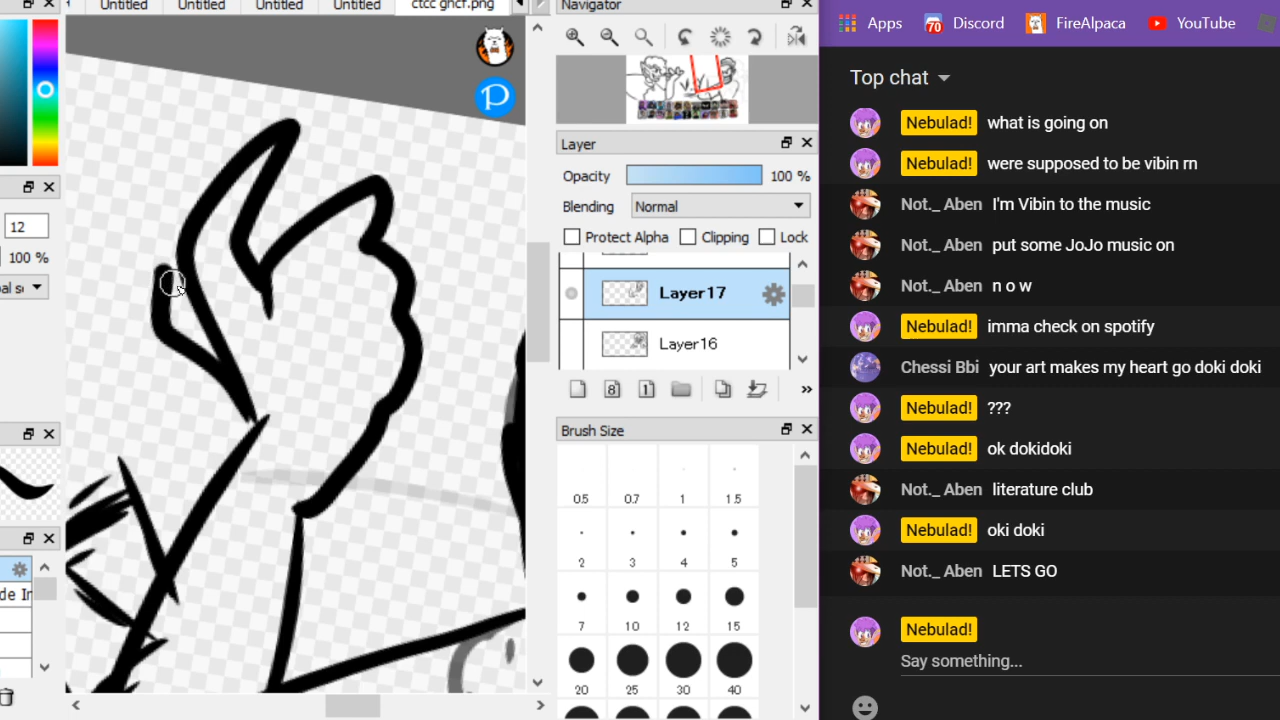 Untitled
Untitled
Untitled
Untitled
ctcc ghcf.png
Navigator
12
100 %
Layer
Opacity
100 %
Blending
Normal
Protect Alpha
Clipping
Lock
Layer17
Layer16
8
1
»
Brush Size
0.5
0.7
1
1.5
2
3
4
5
7
10
12
15
20
25
30
40
Apps
70
Discord
FireAlpaca
YouTube
Top chat
Nebulad! what is going on
Nebulad! were supposed to be vibin rn
Not._ Aben I'm Vibin to the music
Not._ Aben put some JoJo music on
Not._ Aben n o w
Nebulad! imma check on spotify
Chessi Bbi your art makes my heart go doki doki
Nebulad! ???
Nebulad! ok dokidoki
Not._ Aben literature club
Nebulad! oki doki
Not._ Aben LETS GO
Nebulad!
Say something...